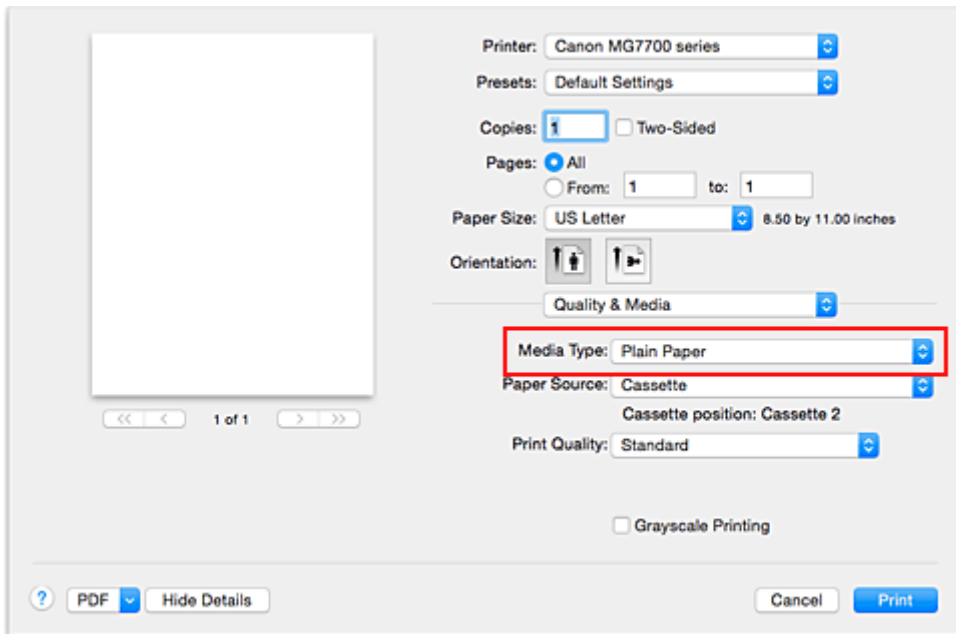 Printer: Canon MG7700 series
Presets: Default Settings
Copies: 1 Two-Sided
Pages: All
From: 1 to: 1
Paper Size: US Letter 8.50 by 11.00 inches
Orientation:
Quality & Media
Media Type: Plain Paper
Paper Source: Cassette
Cassette position: Cassette 2
<< < 1 of 1 > >>
Print Quality: Standard
Grayscale Printing
? PDF Hide Details Cancel Print